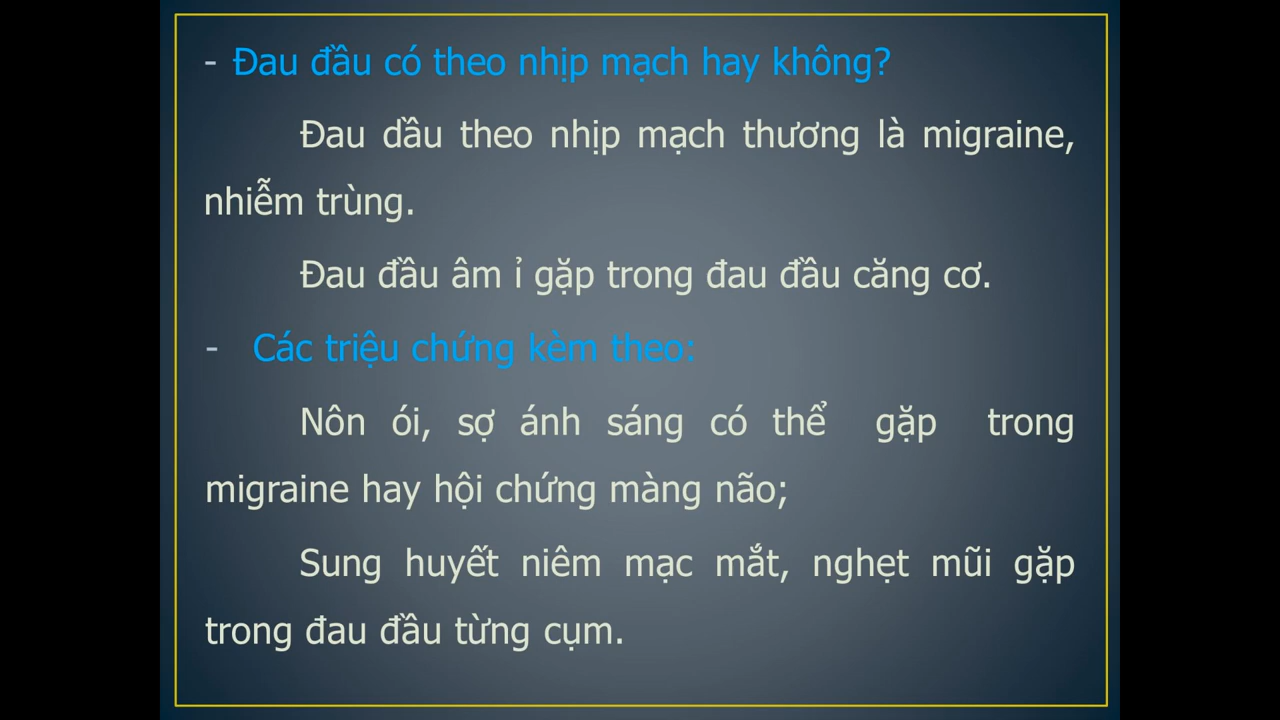 - Đau đầu có theo nhịp mạch hay không?
Đau dầu theo nhịp mạch thương là migraine,
nhiễm trùng.
Đau đầu âm ỉ gặp trong đau đầu căng cơ.
- Các triệu chứng kèm theo:
Nôn ói, sợ ánh sáng có thể gặp trong
migraine hay hội chứng màng não;
Sung huyết niêm mạc mắt, nghẹt mũi gặp
trong đau đầu từng cụm.